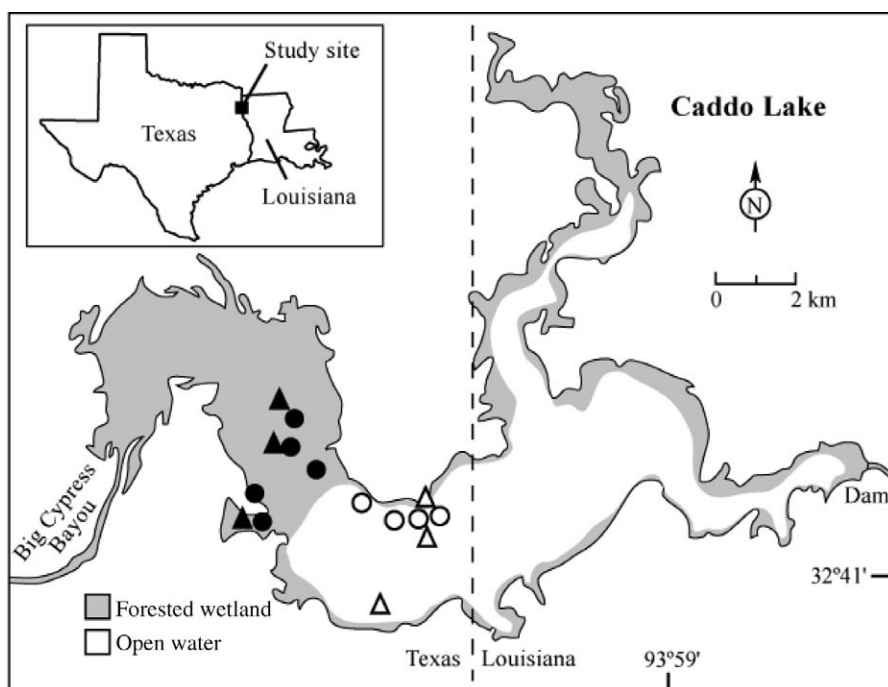 Study site
Texas
Louisiana
Caddo Lake
N
0 2 km
Big Cypress
Bayou
Dam
32°41'
Forested wetland
Open water
Texas Louisiana
93°59'